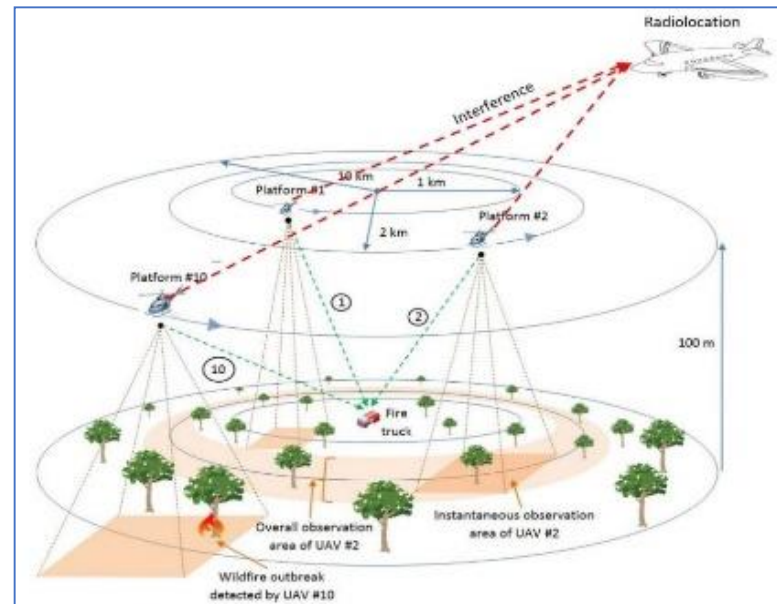 Radiolocation
Interference
10 km
Platform #1
1 km
Platform #2
2 km
Platform #10
1
2
100 m
10
Fire
truck
Overall observation
area of UAV #2
Instantaneous observation
area of UAV #2
Wildfire outbreak
detected by UAV #10